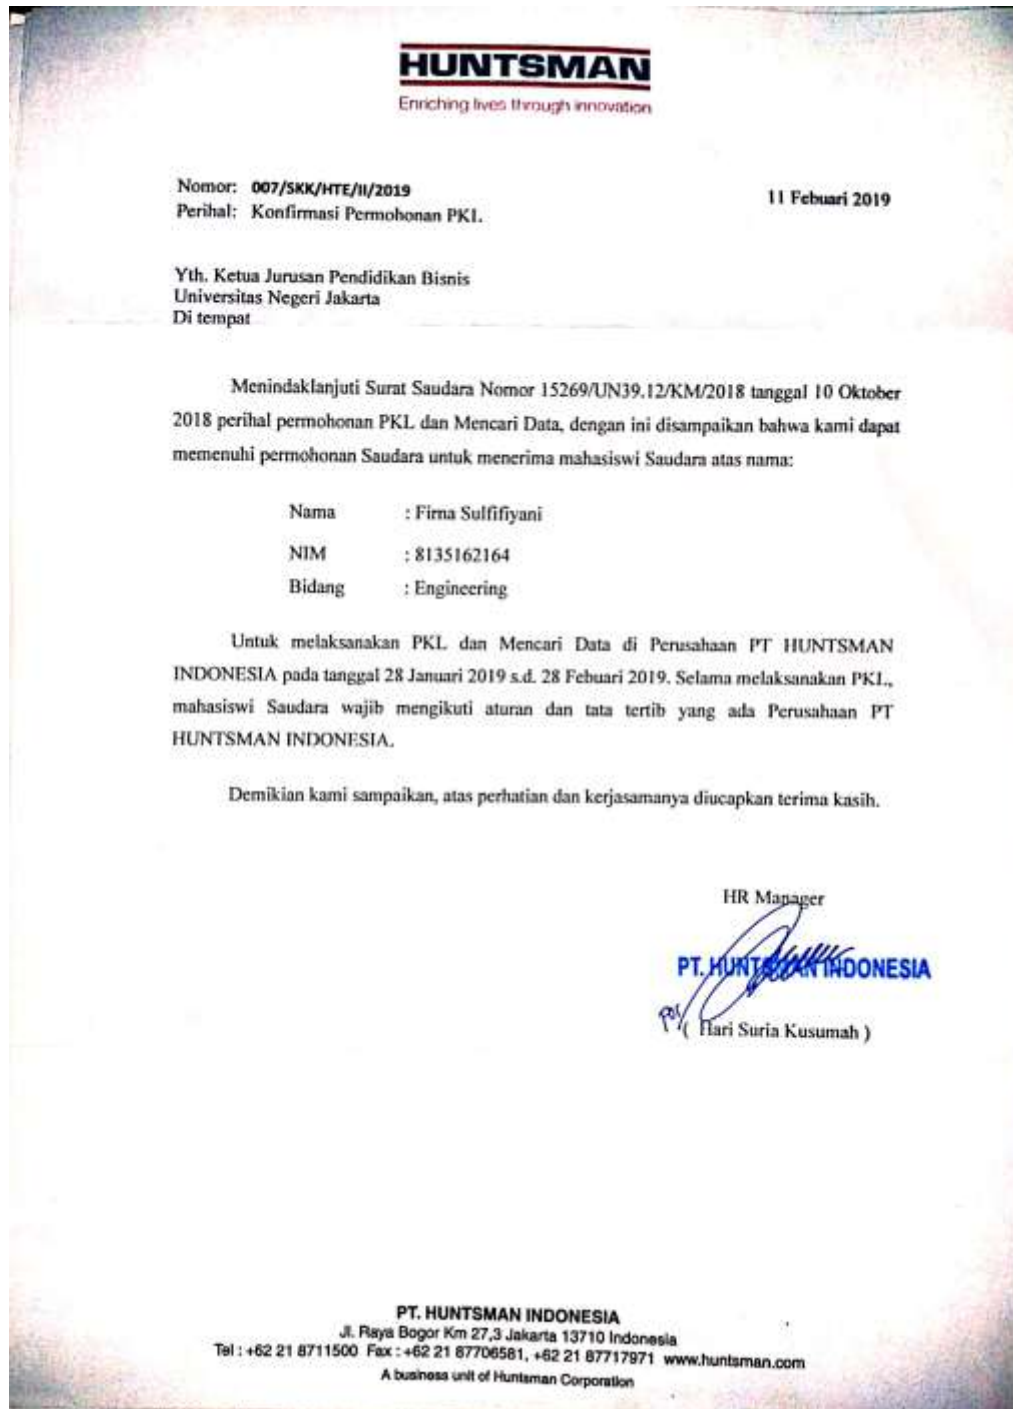 HUNTSMAN
Enriching lives through innovation
Nomor: 007/SKK/HTE/II/2019
11 Febuari 2019
Perihal: Konfirmasi Permohonan PKL
Yth. Ketua Jurusan Pendidikan Bisnis
Universitas Negeri Jakarta
Di tempat
Menindaklanjuti Surat Saudara Nomor 15269/UN39.12/KM/2018 tanggal 10 Oktober
2018 perihal permohonan PKL dan Mencari Data, dengan ini disampaikan bahwa kami dapat
memenuhi permohonan Saudara untuk menerima mahasiswi Saudara atas nama:
Nama : Firna Sulfifiyani
NIM : 8135162164
Bidang : Engineering
Untuk melaksanakan PKL dan Mencari Data di Perusahaan PT HUNTSMAN
INDONESIA pada tanggal 28 Januari 2019 s.d. 28 Febuari 2019. Selama melaksanakan PKL,
mahasiswi Saudara wajib mengikuti aturan dan tata tertib yang ada Perusahaan PT
HUNTSMAN INDONESIA.
Demikian kami sampaikan, atas perhatian dan kerjasamanya diucapkan terima kasih.
HR Manager
PT. HUNTSMAN INDONESIA
( Hari Suria Kusumah )
PT. HUNTSMAN INDONESIA
Jl. Raya Bogor Km 27,3 Jakarta 13710 Indonesia
Tel : +62 21 8711500 Fax : +62 21 87706581, +62 21 87717971 www.huntsman.com
A business unit of Huntsman Corporation